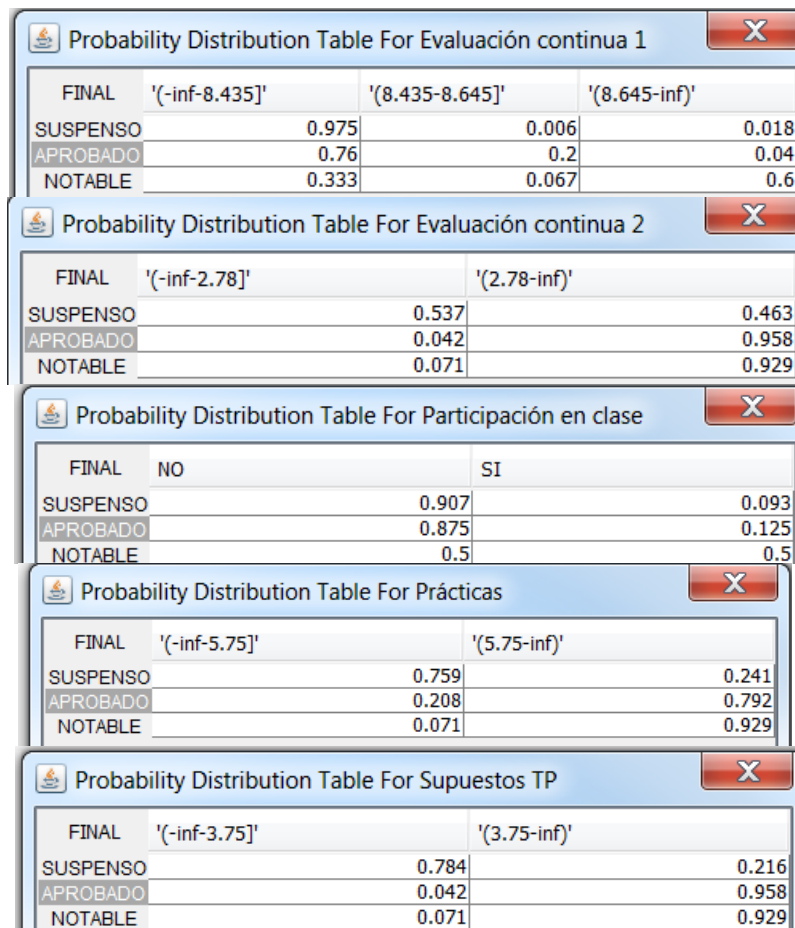 Probability Distribution Table For Evaluación continua 1
FINAL '(-inf-8.435]' '(8.435-8.645]' '(8.645-inf)'
SUSPENSO 0.975 0.006 0.018
APROBADO 0.76 0.2 0.04
NOTABLE 0.333 0.067 0.6
Probability Distribution Table For Evaluación continua 2
FINAL '(-inf-2.78]' '(2.78-inf)'
SUSPENSO 0.537 0.463
APROBADO 0.042 0.958
NOTABLE 0.071 0.929
Probability Distribution Table For Participación en clase
FINAL NO SI
SUSPENSO 0.907 0.093
APROBADO 0.875 0.125
NOTABLE 0.5 0.5
Probability Distribution Table For Prácticas
FINAL '(-inf-5.75]' '(5.75-inf)'
SUSPENSO 0.759 0.241
APROBADO 0.208 0.792
NOTABLE 0.071 0.929
Probability Distribution Table For Supuestos TP
FINAL '(-inf-3.75]' '(3.75-inf)'
SUSPENSO 0.784 0.216
APROBADO 0.042 0.958
NOTABLE 0.071 0.929